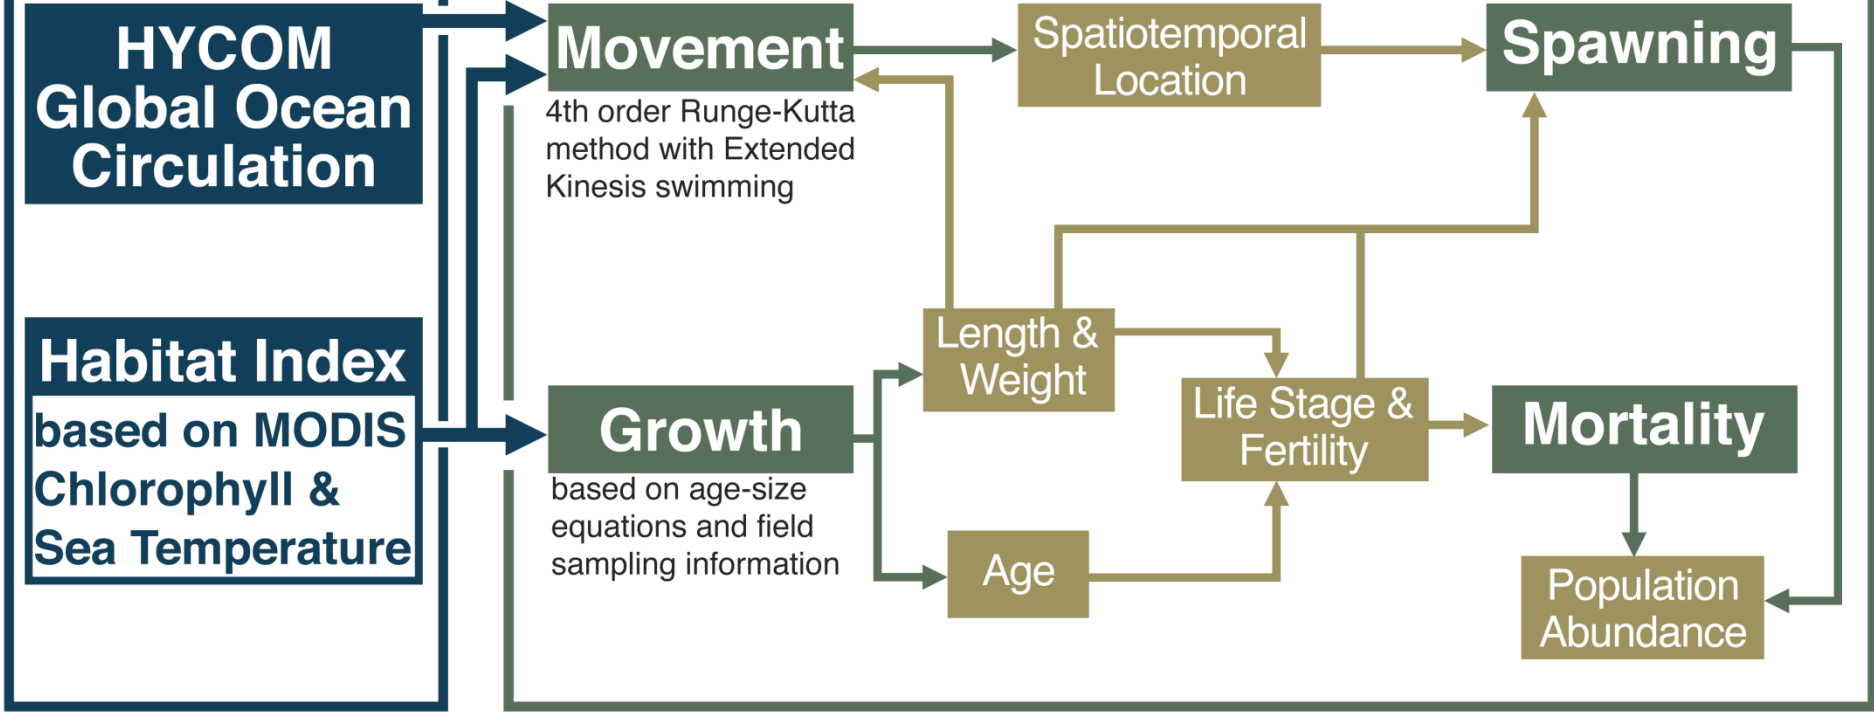 HYCOM
Global Ocean
Circulation
Habitat Index
based on MODIS
Chlorophyll &
Sea Temperature
Movement
4th order Runge-Kutta
method with Extended
Kinesis swimming
Spatiotemporal
Location
Spawning
Length &
Weight
Growth
based on age-size
equations and field
sampling information
Age
Life Stage &
Fertility
Mortality
Population
Abundance